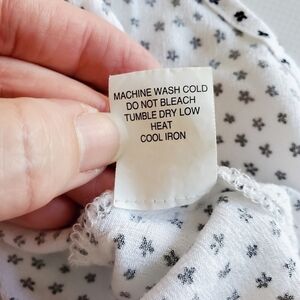 MACHINE WASH COLD
DO NOT BLEACH
TUMBLE DRY LOW
HEAT
COOL IRON